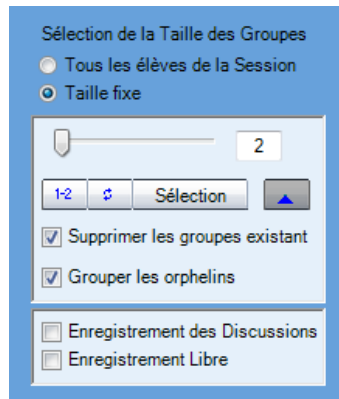 Sélection de la Taille des Groupes
Tous les élèves de la Session
Taille fixe
2
1-2 Sélection
Supprimer les groupes existant
Grouper les orphelins
Enregistrement des Discussions
Enregistrement Libre